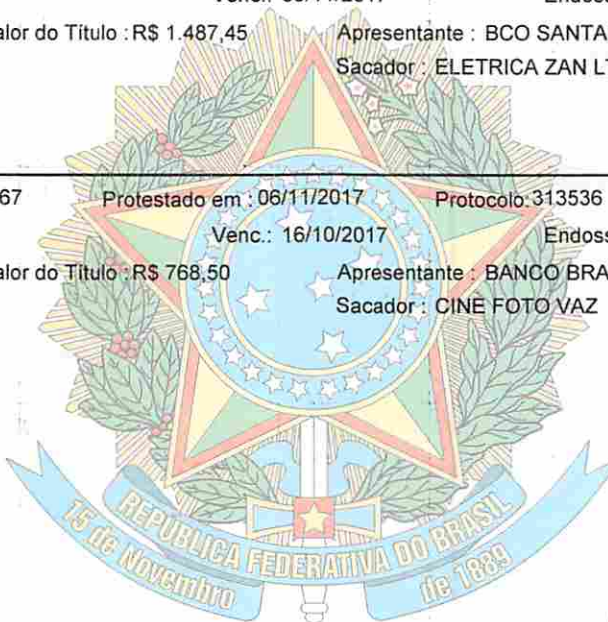 alor do Título : R$ 1.487,45 Apresentante : BCO SANTA
Sacador : ELETRICA ZAN LT
67 Protestado em : 06/11/2017 Protocolo: 313536
Venc.: 16/10/2017 Endoss
alor do Título : R$ 768,50 Apresentante : BANCO BRA
Sacador : CINE FOTO VAZ
REPUBLICA FEDERATIVA DO BRASIL
15 de Novembro de 1889